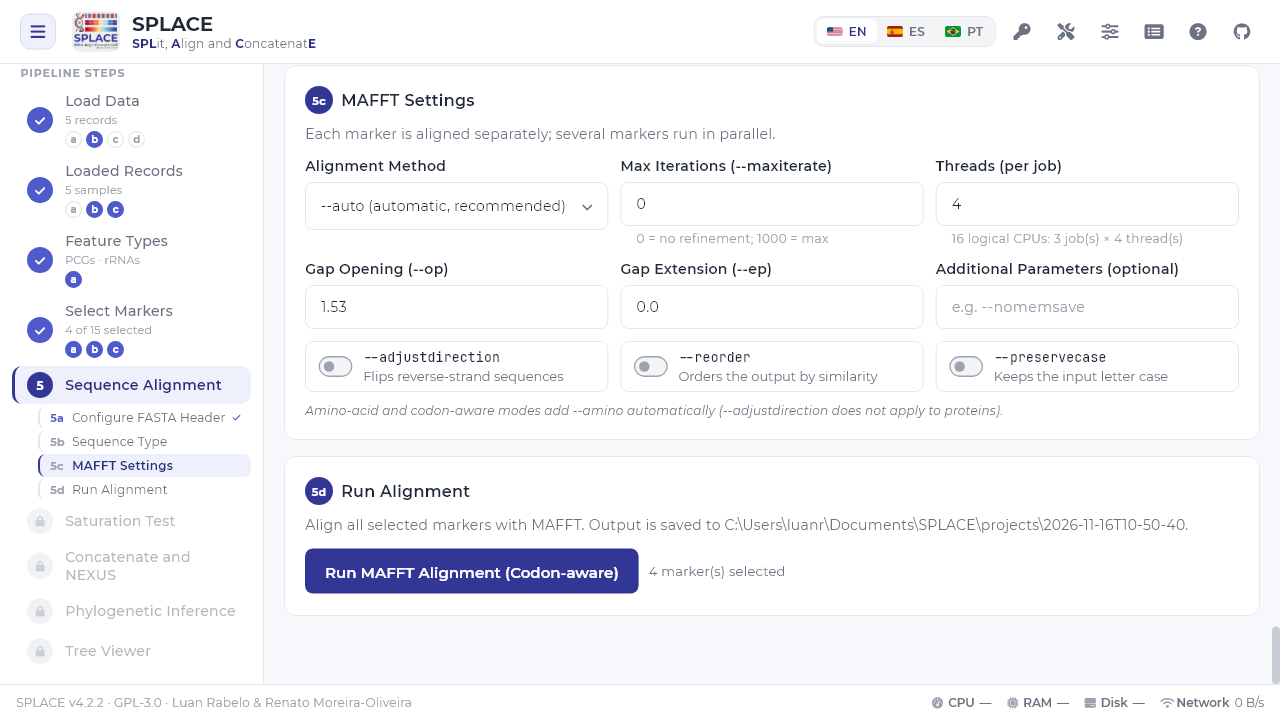 SPLACE
SPLit, Align and ConcatenatE
EN
ES
PT
PIPELINE STEPS
Load Data
5 records
a b c d
Loaded Records
5 samples
a b c
Feature Types
PCGs · rRNAs
a
Select Markers
4 of 15 selected
a b c
5 Sequence Alignment
5a Configure FASTA Header
5b Sequence Type
5c MAFFT Settings
5d Run Alignment
Saturation Test
Concatenate and
NEXUS
Phylogenetic Inference
Tree Viewer
5c MAFFT Settings
Each marker is aligned separately; several markers run in parallel.
Alignment Method
--auto (automatic, recommended)
Max Iterations (--maxiterate)
0
0 = no refinement; 1000 = max
Threads (per job)
4
16 logical CPUs: 3 job(s) × 4 thread(s)
Gap Opening (--op)
1.53
Gap Extension (--ep)
0.0
Additional Parameters (optional)
e.g. --nomemsave
--adjustdirection
Flips reverse-strand sequences
--reorder
Orders the output by similarity
--preservecase
Keeps the input letter case
Amino-acid and codon-aware modes add --amino automatically (--adjustdirection does not apply to proteins).
5d Run Alignment
Align all selected markers with MAFFT. Output is saved to C:\Users\luanr\Documents\SPLACE\projects\2026-11-16T10-50-40.
Run MAFFT Alignment (Codon-aware)
4 marker(s) selected
SPLACE v4.2.2 · GPL-3.0 · Luan Rabelo & Renato Moreira-Oliveira
CPU —
RAM —
Disk —
Network 0 B/s